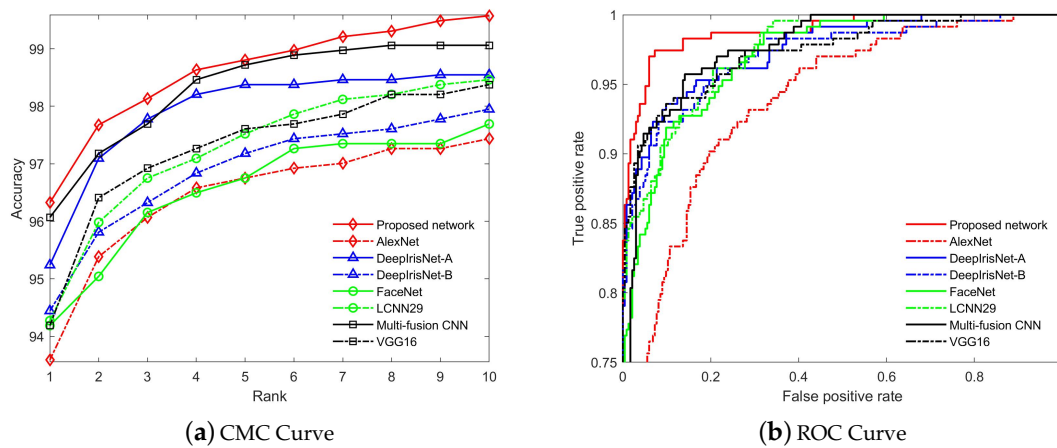 Accuracy
99
98
97
96
95
94
1 2 3 4 5 6 7 8 9 10
Rank
Proposed network
AlexNet
DeepIrisNet-A
DeepIrisNet-B
FaceNet
LCNN29
Multi-fusion CNN
VGG16
(a) CMC Curve
True positive rate
1
0.95
0.9
0.85
0.8
0.75
0 0.2 0.4 0.6 0.8
False positive rate
Proposed network
AlexNet
DeepIrisNet-A
DeepIrisNet-B
FaceNet
LCNN29
Multi-fusion CNN
VGG16
(b) ROC Curve